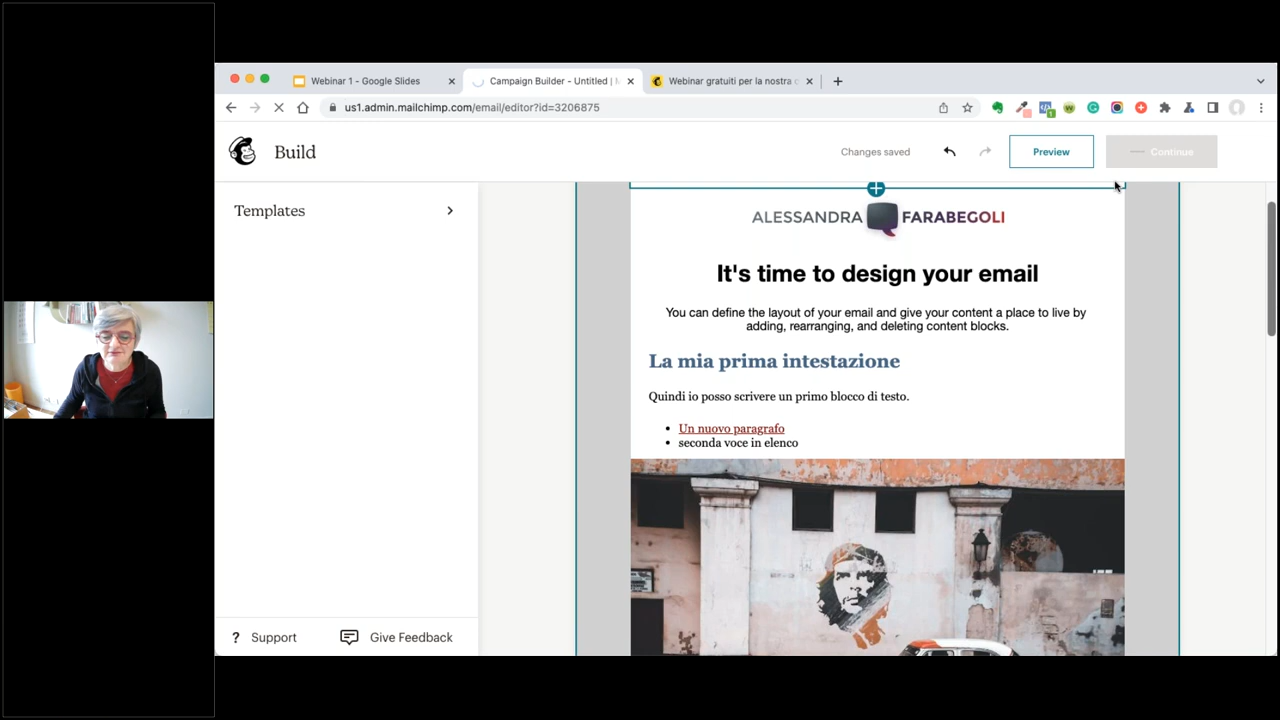 Webinar 1 - Google Slides
Campaign Builder - Untitled |
Webinar gratuiti per la nostra
us1.admin.mailchimp.com/email/editor?id=3206875
Build
Changes saved
Preview
Continue
Templates
ALESSANDRA FARABEGOLI
It's time to design your email
You can define the layout of your email and give your content a place to live by
adding, rearranging, and deleting content blocks.
La mia prima intestazione
Quindi io posso scrivere un primo blocco di testo.
• Un nuovo paragrafo
• seconda voce in elenco
? Support
Give Feedback